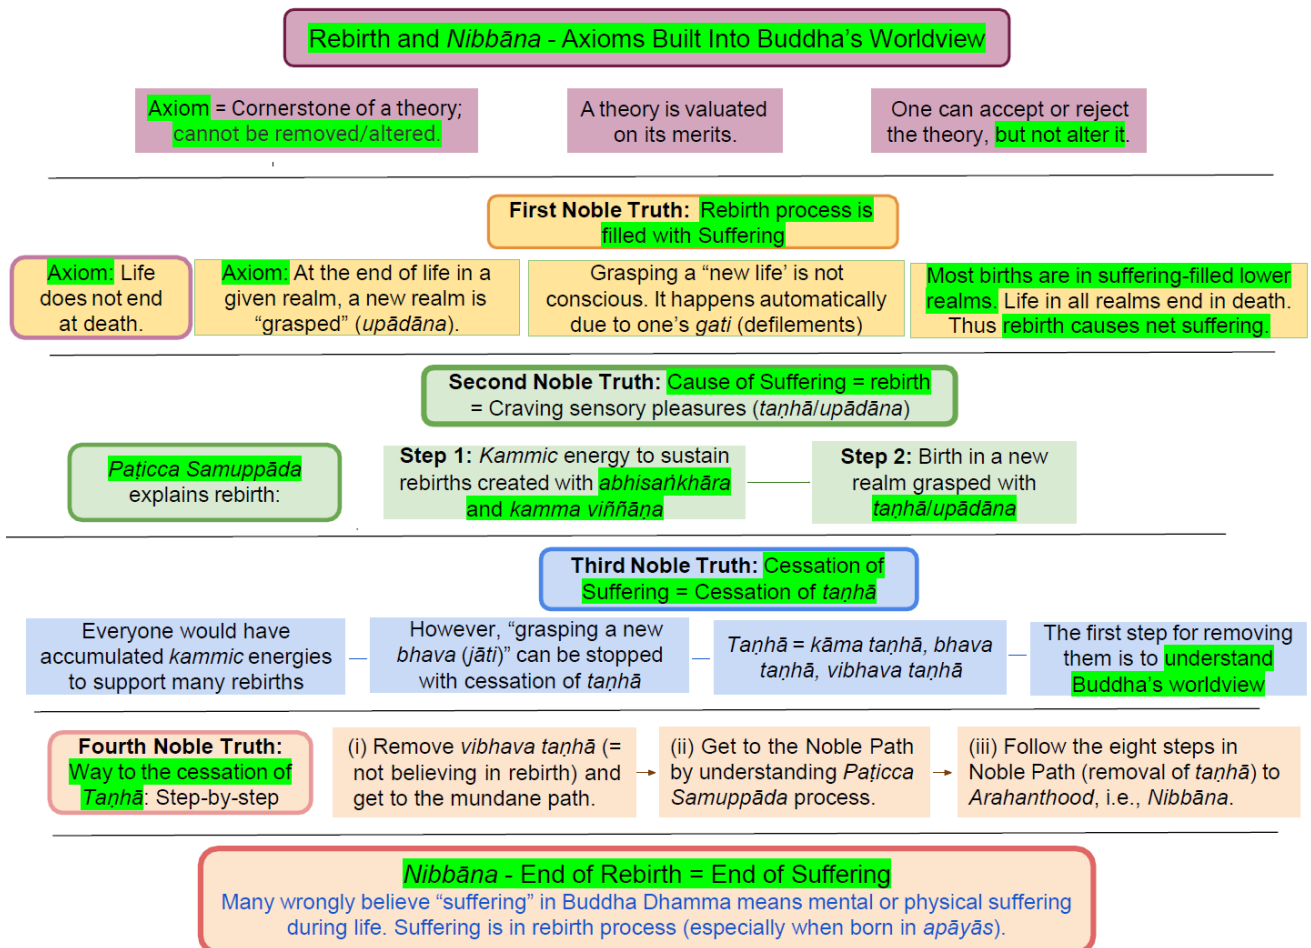 Rebirth and Nibbāna - Axioms Built Into Buddha's Worldview
Axiom = Cornerstone of a theory;
cannot be removed/altered.
A theory is valuated
on its merits.
One can accept or reject
the theory, but not alter it.
First Noble Truth: Rebirth process is
filled with Suffering
Axiom: Life
does not end
at death.
Axiom: At the end of life in a
given realm, a new realm is
“grasped” (upādāna).
Grasping a “new life’ is not
conscious. It happens automatically
due to one’s gati (defilements)
Most births are in suffering-filled lower
realms. Life in all realms end in death.
Thus rebirth causes net suffering.
Second Noble Truth: Cause of Suffering = rebirth
= Craving sensory pleasures (taṇhā/upādāna)
Paṭicca Samuppāda
explains rebirth:
Step 1: Kammic energy to sustain
rebirths created with abhisaṅkhāra
and kamma viññāṇa
Step 2: Birth in a new
realm grasped with
taṇhā/upādāna
Third Noble Truth: Cessation of
Suffering = Cessation of taṇhā
Everyone would have
accumulated kammic energies
to support many rebirths
However, “grasping a new
bhava (jāti)” can be stopped
with cessation of taṇhā
Taṇhā = kāma taṇhā, bhava
taṇhā, vibhava taṇhā
The first step for removing
them is to understand
Buddha’s worldview
Fourth Noble Truth:
Way to the cessation of
Taṇhā: Step-by-step
(i) Remove vibhava taṇhā (=
not believing in rebirth) and
get to the mundane path.
(ii) Get to the Noble Path
by understanding Paṭicca
Samuppāda process.
(iii) Follow the eight steps in
Noble Path (removal of taṇhā) to
Arahanthood, i.e., Nibbāna.
Nibbāna - End of Rebirth = End of Suffering
Many wrongly believe “suffering” in Buddha Dhamma means mental or physical suffering
during life. Suffering is in rebirth process (especially when born in apāyās).